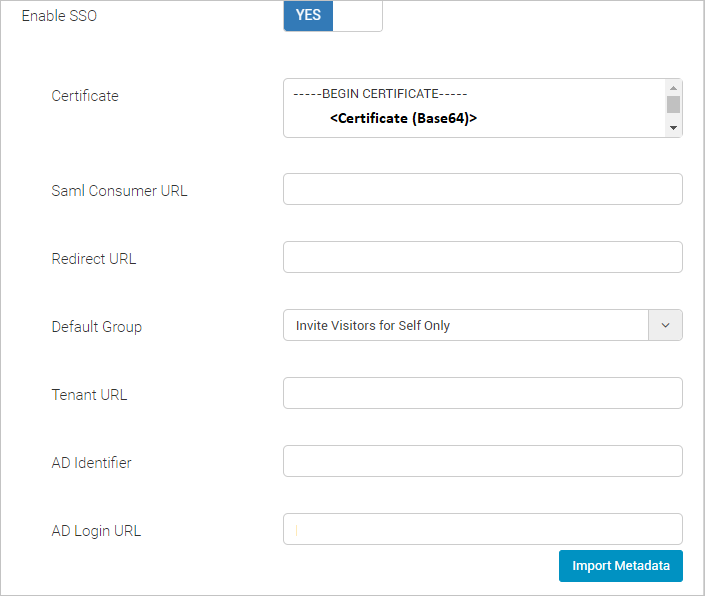 Enable SSO YES
Certificate -----BEGIN CERTIFICATE-----
<Certificate (Base64)>
Saml Consumer URL
Redirect URL
Default Group Invite Visitors for Self Only
Tenant URL
AD Identifier
AD Login URL
Import Metadata